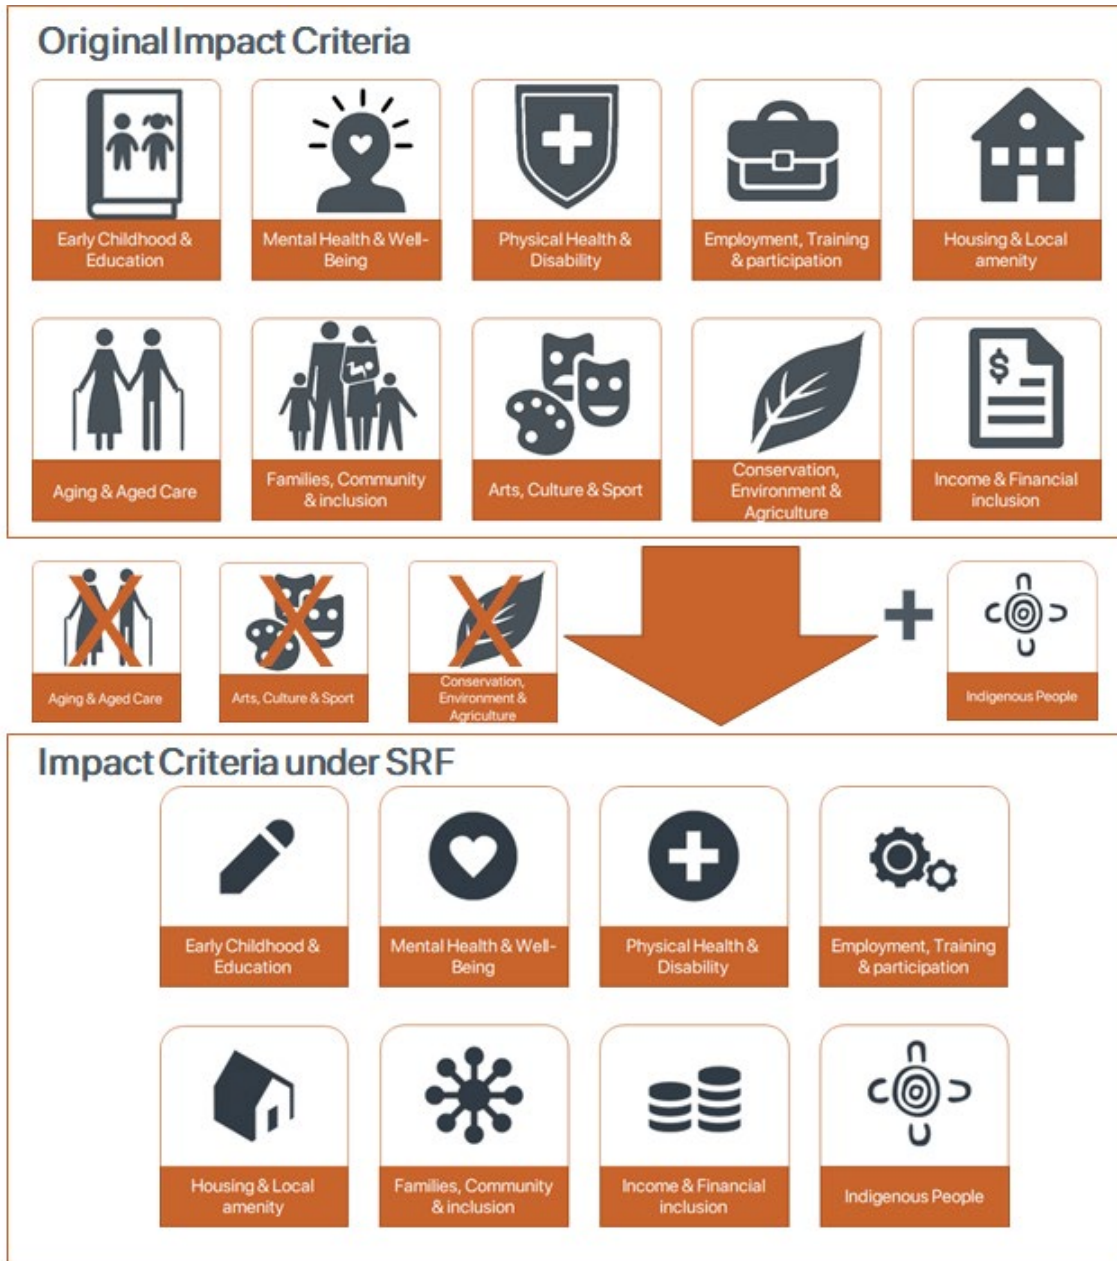 Original Impact Criteria
Early Childhood &
Education
Mental Health & Well-
Being
Physical Health &
Disability
Employment, Training
& participation
Housing & Local
amenity
$
Aging & Aged Care
Families, Community
& inclusion
Arts, Culture & Sport
Conservation,
Environment &
Agriculture
Income & Financial
inclusion
Aging & Aged Care
Arts, Culture & Sport
Conservation,
Environment &
Agriculture
Indigenous People
Impact Criteria under SRF
Early Childhood &
Education
Mental Health & Well-
Being
Physical Health &
Disability
Employment, Training
& participation
Housing & Local
amenity
Families, Community
& inclusion
Income & Financial
inclusion
Indigenous People